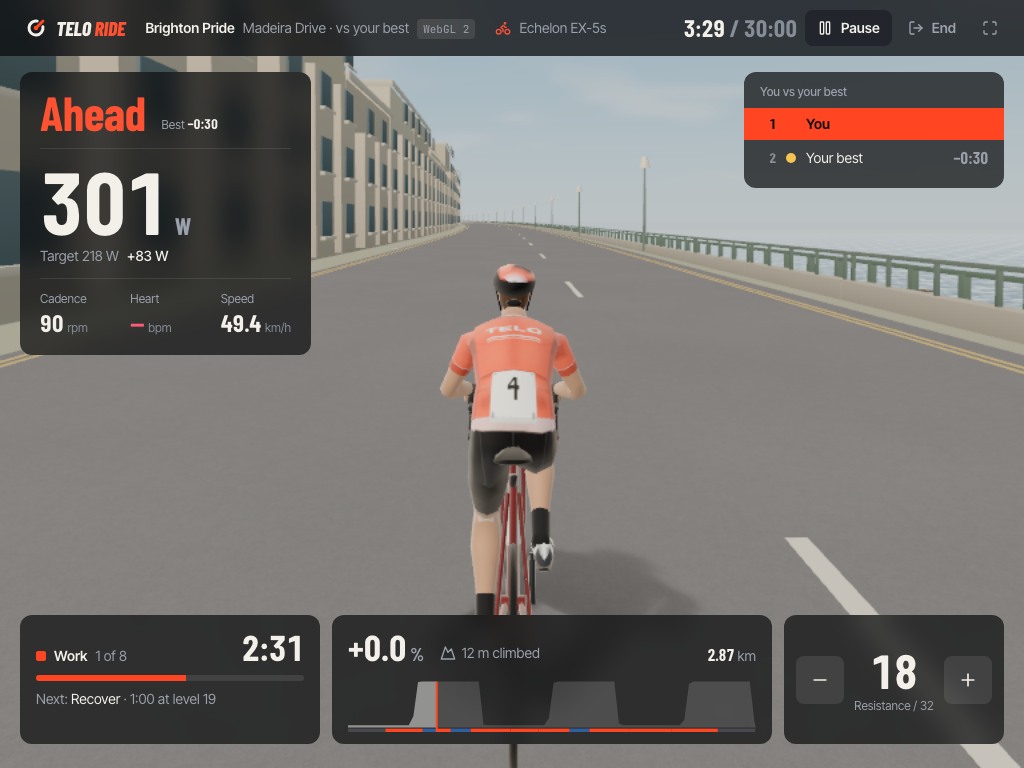 TELO RIDE Brighton Pride Madeira Drive · vs your best WebGL 2 Echelon EX-5s 3:29 / 30:00 Pause End
Ahead Best −0:30
301 W
Target 218 W +83 W
Cadence Heart Speed
90 rpm – bpm 49.4 km/h
You vs your best
1 You
2 Your best −0:30
TELO
4
Work 1 of 8 2:31
Next: Recover · 1:00 at level 19
+0.0 % 12 m climbed 2.87 km
− 18 +
Resistance / 32